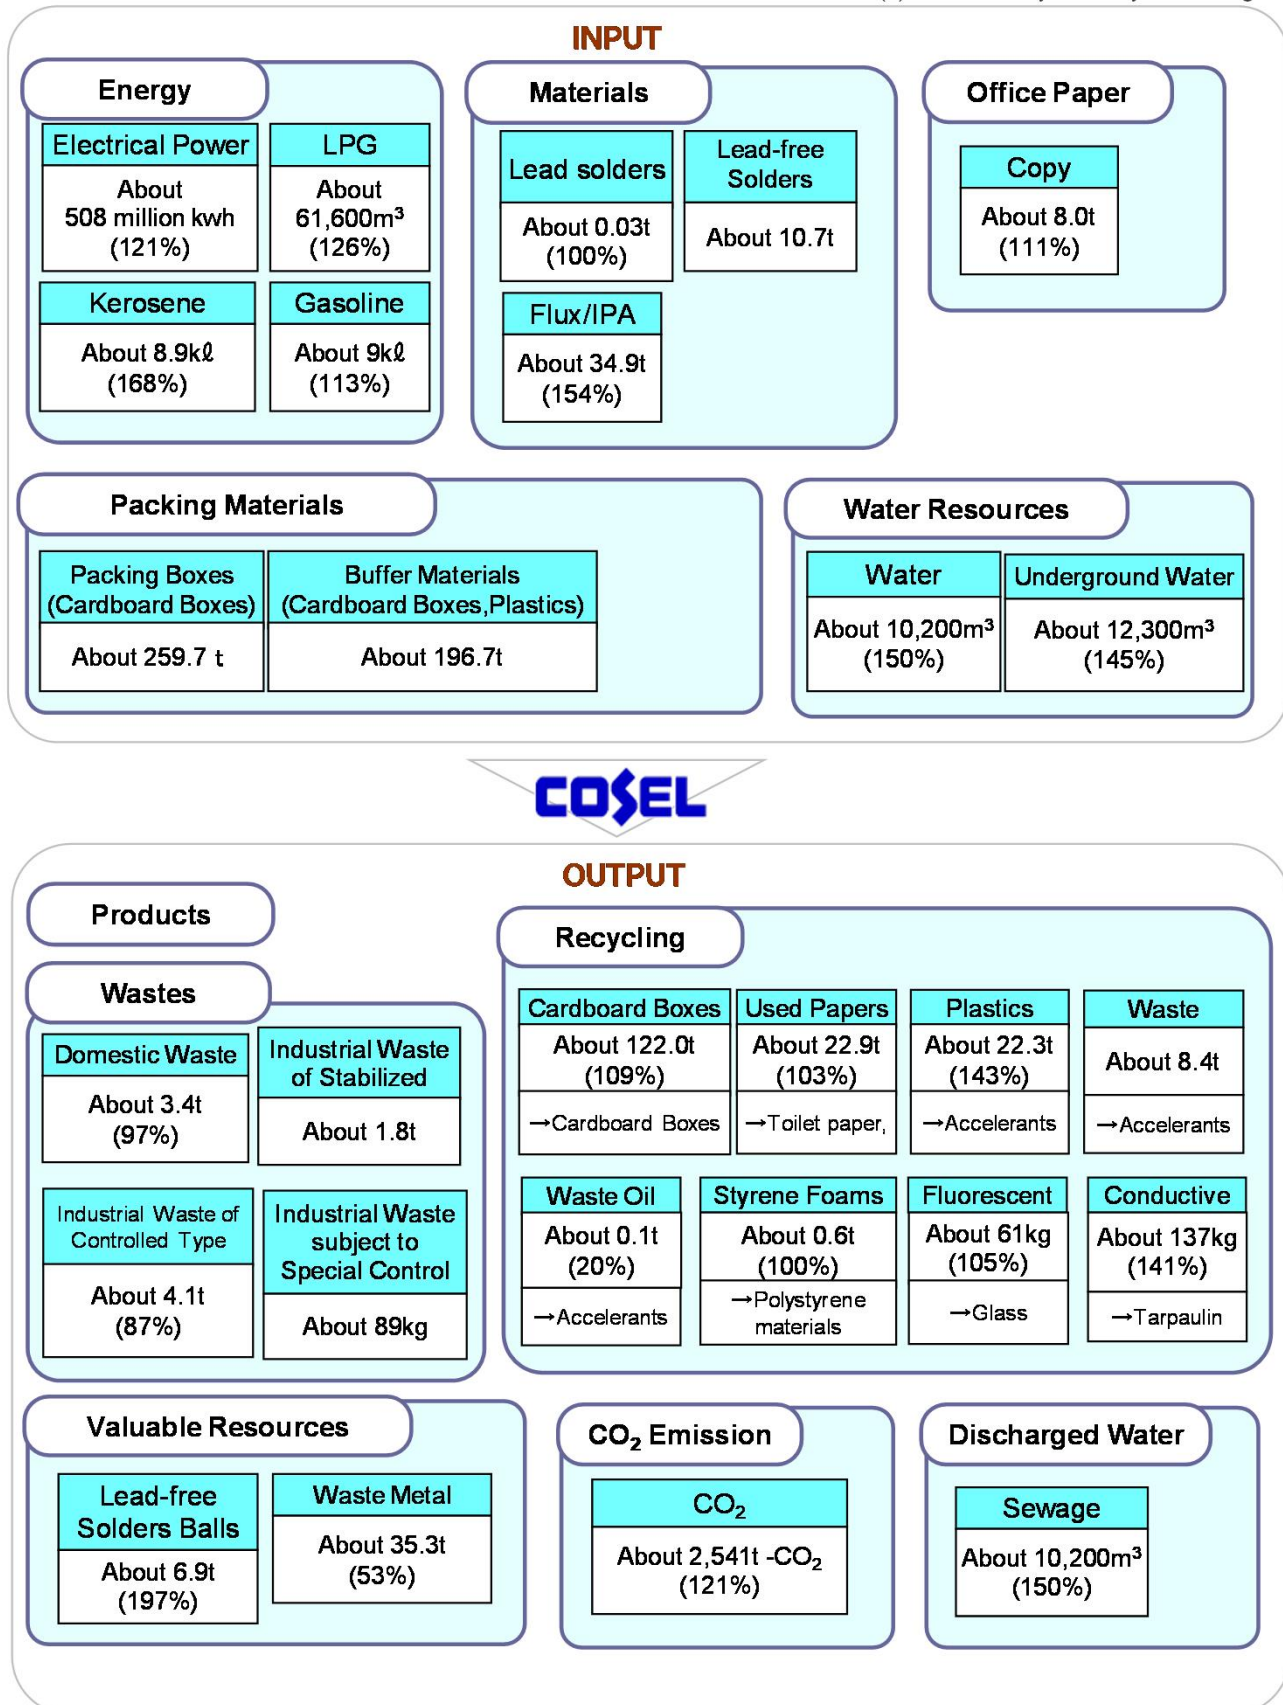 INPUT
Energy
Electrical Power
About
508 million kwh
(121%)
LPG
About
61,600m³
(126%)
Kerosene
About 8.9kℓ
(168%)
Gasoline
About 9kℓ
(113%)
Materials
Lead solders
About 0.03t
(100%)
Lead-free
Solders
About 10.7t
Flux/IPA
About 34.9t
(154%)
Office Paper
Copy
About 8.0t
(111%)
Packing Materials
Packing Boxes
(Cardboard Boxes)
About 259.7 t
Buffer Materials
(Cardboard Boxes,Plastics)
About 196.7t
Water Resources
Water
About 10,200m³
(150%)
Underground Water
About 12,300m³
(145%)
COSEL
OUTPUT
Products
Wastes
Domestic Waste
About 3.4t
(97%)
Industrial Waste
of Stabilized
About 1.8t
Industrial Waste of
Controlled Type
About 4.1t
(87%)
Industrial Waste
subject to
Special Control
About 89kg
Recycling
Cardboard Boxes
About 122.0t
(109%)
→Cardboard Boxes
Used Papers
About 22.9t
(103%)
→Toilet paper,
Plastics
About 22.3t
(143%)
→Accelerants
Waste
About 8.4t
→Accelerants
Waste Oil
About 0.1t
(20%)
→Accelerants
Styrene Foams
About 0.6t
(100%)
→Polystyrene
materials
Fluorescent
About 61kg
(105%)
→Glass
Conductive
About 137kg
(141%)
→Tarpaulin
Valuable Resources
Lead-free
Solders Balls
About 6.9t
(197%)
Waste Metal
About 35.3t
(53%)
CO₂ Emission
CO₂
About 2,541t -CO₂
(121%)
Discharged Water
Sewage
About 10,200m³
(150%)